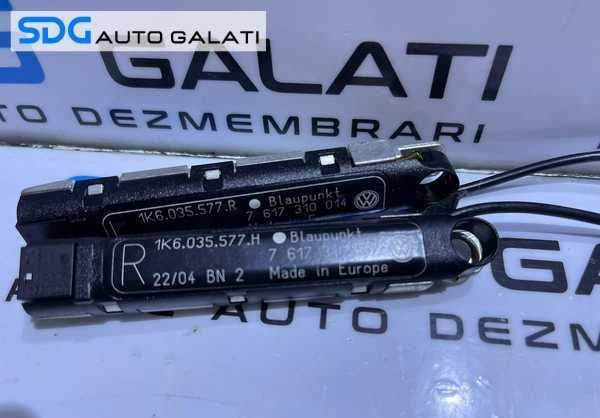 SDG AUTO GALATI
GALATI
AUTO DEZMEMBRARI
1K6.035.577.R Blaupunkt
7 617 310 014
1K6.035.577.H Blaupunkt
7 617
R 22/04 BN 2 Made in Europe
AUTO DEZMEM